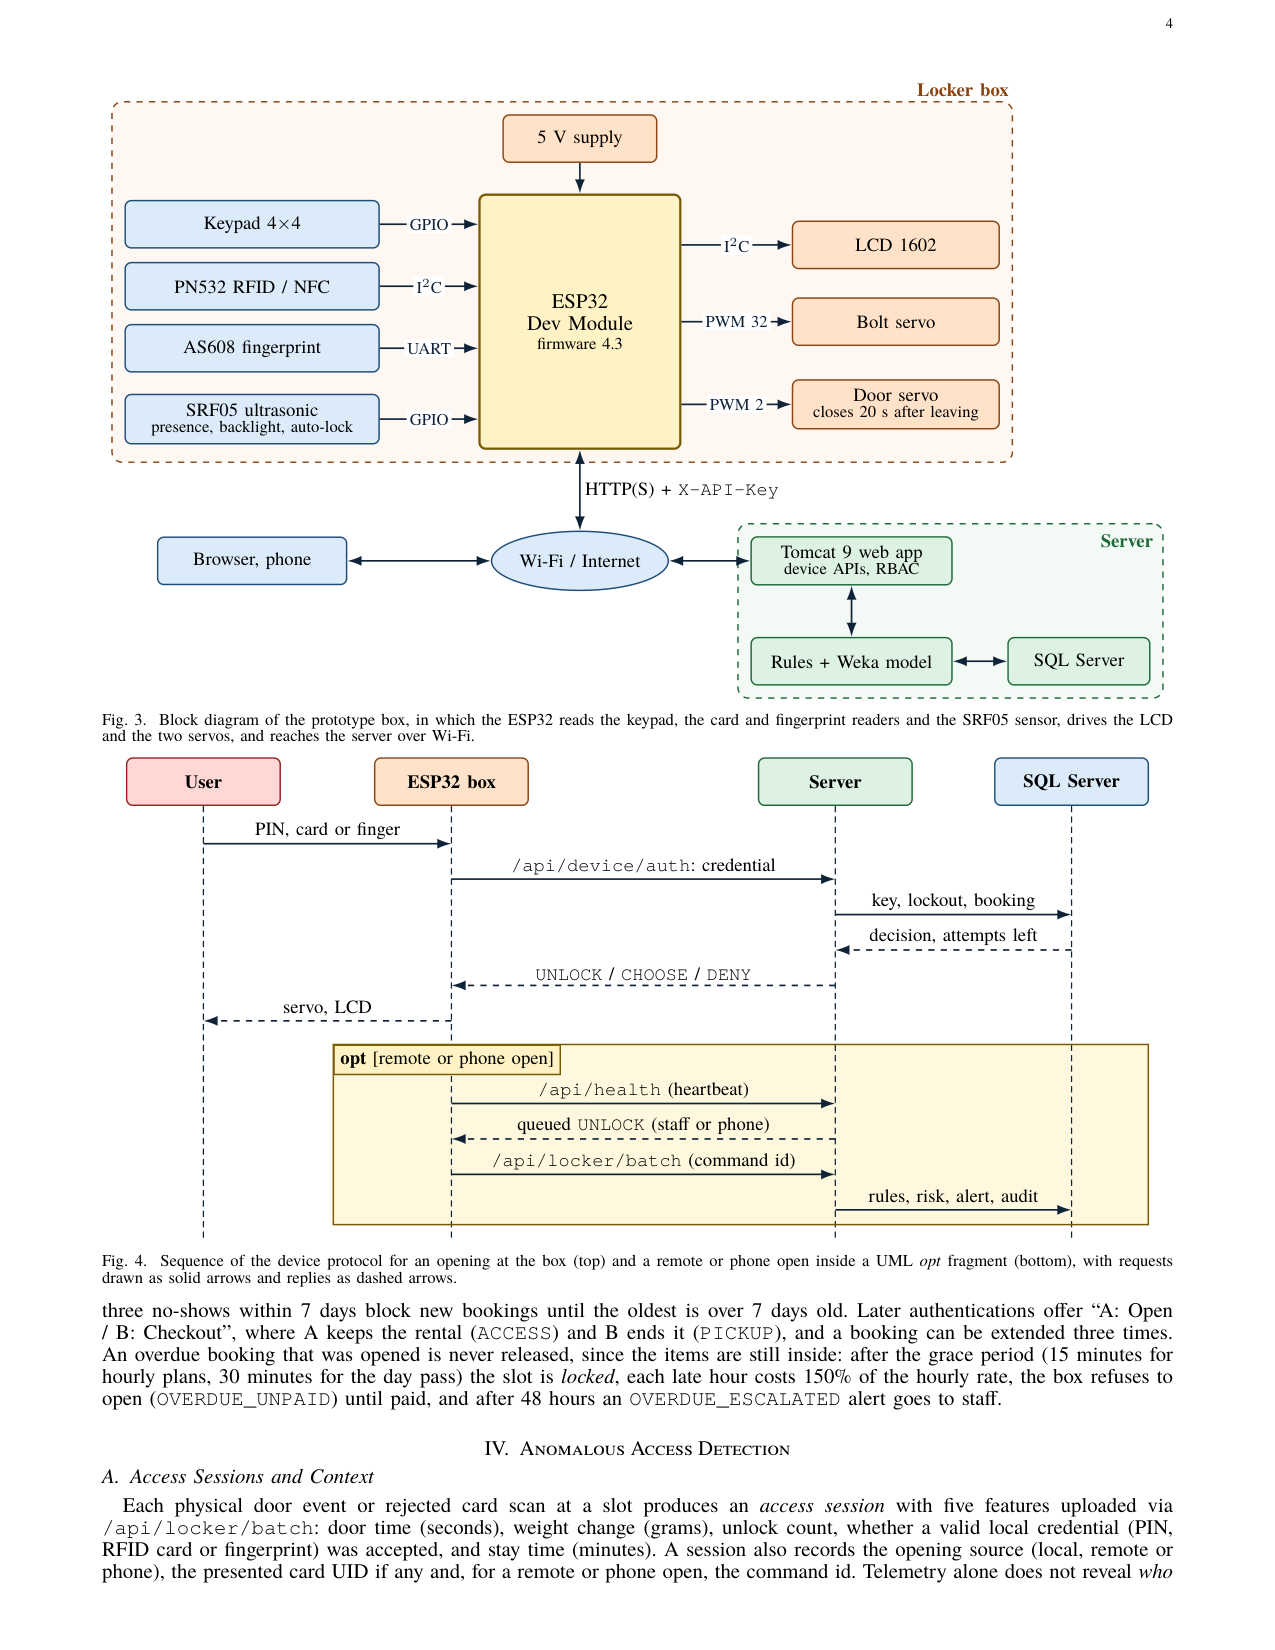 4
Locker box
5 V supply
Keypad 4×4
GPIO
PN532 RFID / NFC
I²C
AS608 fingerprint
UART
SRF05 ultrasonic
presence, backlight, auto-lock
GPIO
ESP32
Dev Module
firmware 4.3
I²C
LCD 1602
PWM 32
Bolt servo
PWM 2
Door servo
closes 20 s after leaving
HTTP(S) + X-API-Key
Browser, phone
Wi-Fi / Internet
Server
Tomcat 9 web app
device APIs, RBAC
Rules + Weka model
SQL Server
Fig. 3. Block diagram of the prototype box, in which the ESP32 reads the keypad, the card and fingerprint readers and the SRF05 sensor, drives the LCD
and the two servos, and reaches the server over Wi-Fi.
User
ESP32 box
Server
SQL Server
PIN, card or finger
/api/device/auth: credential
key, lockout, booking
decision, attempts left
UNLOCK / CHOOSE / DENY
servo, LCD
opt [remote or phone open]
/api/health (heartbeat)
queued UNLOCK (staff or phone)
/api/locker/batch (command id)
rules, risk, alert, audit
Fig. 4. Sequence of the device protocol for an opening at the box (top) and a remote or phone open inside a UML opt fragment (bottom), with requests
drawn as solid arrows and replies as dashed arrows.
three no-shows within 7 days block new bookings until the oldest is over 7 days old. Later authentications offer “A: Open
/ B: Checkout”, where A keeps the rental (ACCESS) and B ends it (PICKUP), and a booking can be extended three times.
An overdue booking that was opened is never released, since the items are still inside: after the grace period (15 minutes for
hourly plans, 30 minutes for the day pass) the slot is locked, each late hour costs 150% of the hourly rate, the box refuses to
open (OVERDUE_UNPAID) until paid, and after 48 hours an OVERDUE_ESCALATED alert goes to staff.
IV. Anomalous Access Detection
A. Access Sessions and Context
Each physical door event or rejected card scan at a slot produces an access session with five features uploaded via
/api/locker/batch: door time (seconds), weight change (grams), unlock count, whether a valid local credential (PIN,
RFID card or fingerprint) was accepted, and stay time (minutes). A session also records the opening source (local, remote or
phone), the presented card UID if any and, for a remote or phone open, the command id. Telemetry alone does not reveal who